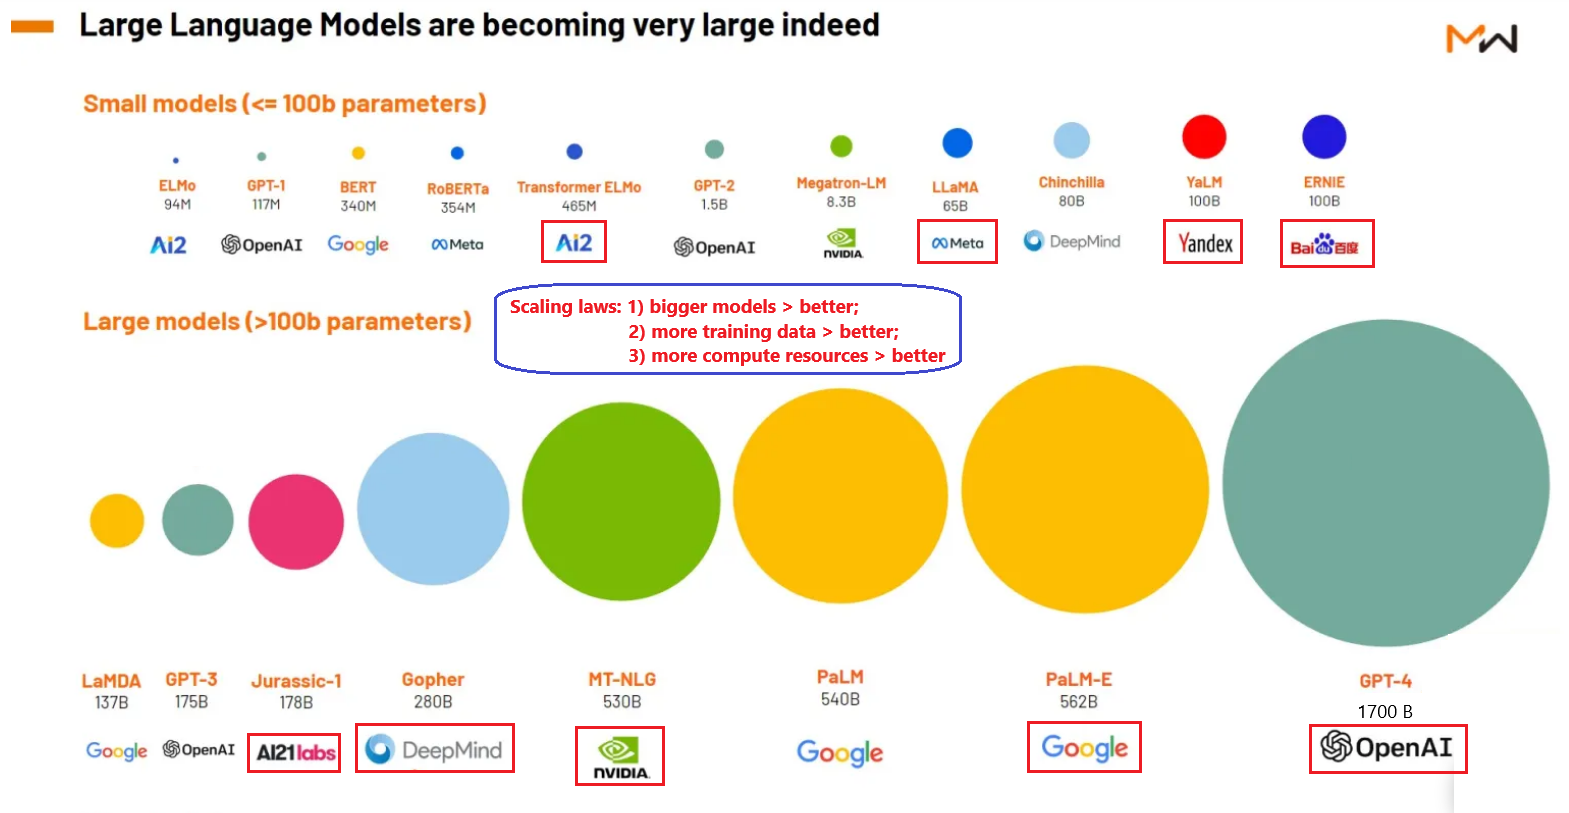 Large Language Models are becoming very large indeed
MW
Small models (<= 100b parameters)
ELMo
94M
Ai2
GPT-1
117M
OpenAI
BERT
340M
Google
RoBERTa
354M
Meta
Transformer ELMo
465M
Ai2
GPT-2
1.5B
OpenAI
Megatron-LM
8.3B
NVIDIA.
LLaMA
65B
Meta
Chinchilla
80B
DeepMind
YaLM
100B
Yandex
ERNIE
100B
Bai du 百度
Scaling laws: 1) bigger models > better;
2) more training data > better;
3) more compute resources > better
Large models (>100b parameters)
LaMDA
137B
Google
GPT-3
175B
OpenAI
Jurassic-1
178B
AI21labs
Gopher
280B
DeepMind
MT-NLG
530B
NVIDIA.
PaLM
540B
Google
PaLM-E
562B
Google
GPT-4
1700 B
OpenAI